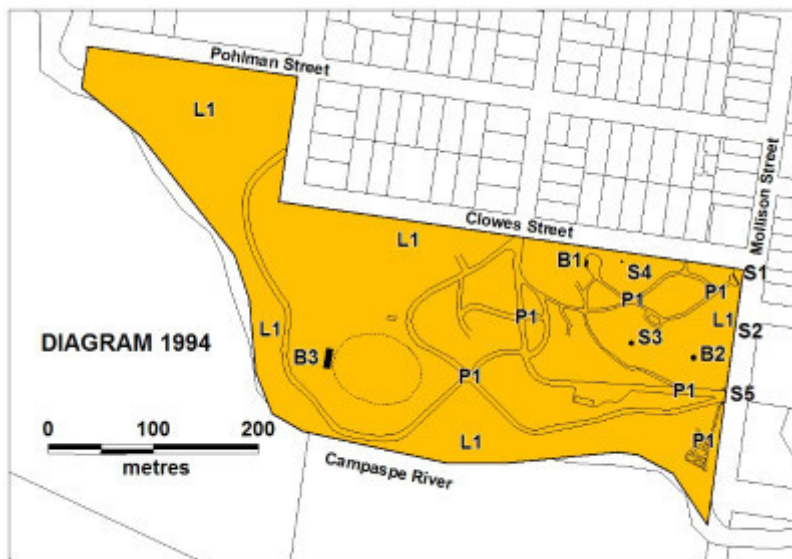 Pohlman Street
L1
Mollison Street
Clowes Street
L1
B1
S4
S1
P1
P1
L1
P1
S2
L1
S3
DIAGRAM 1994
B3
B2
P1
P1
S5
0 100 200
metres
L1
P1
Campaspe River